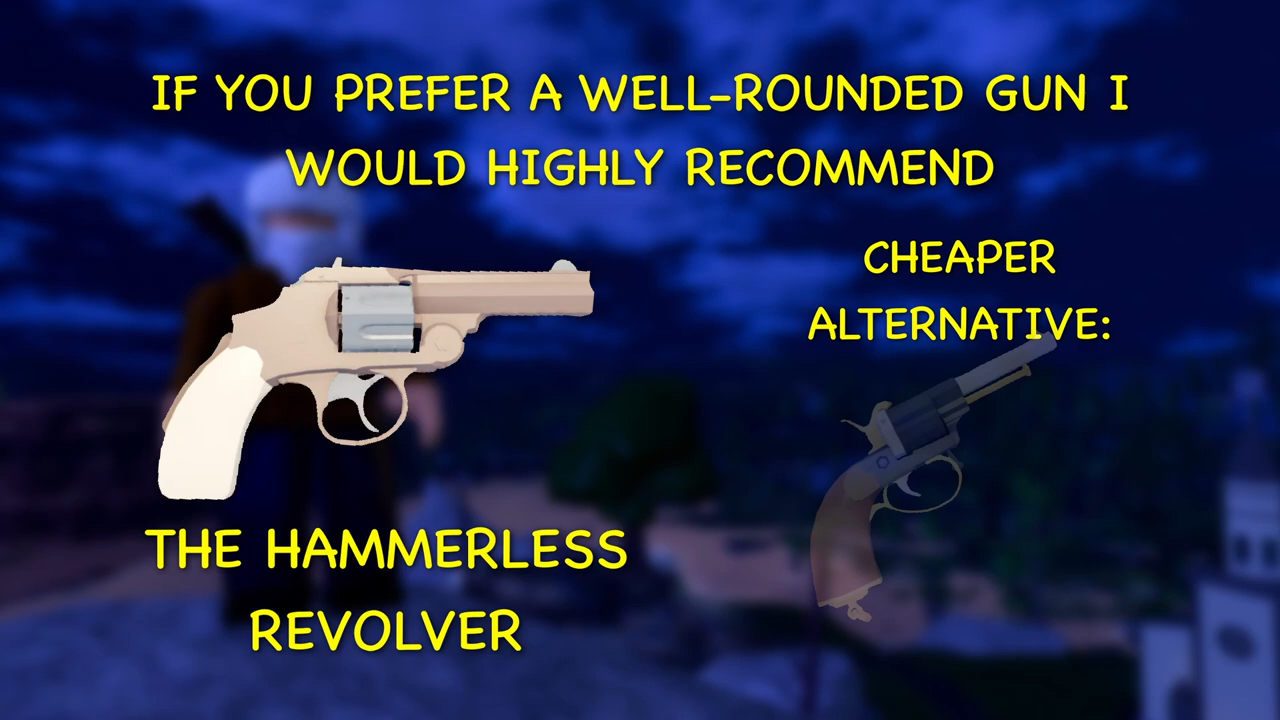 IF YOU PREFER A WELL-ROUNDED GUN I
WOULD HIGHLY RECOMMEND
CHEAPER
ALTERNATIVE:
THE HAMMERLESS
REVOLVER